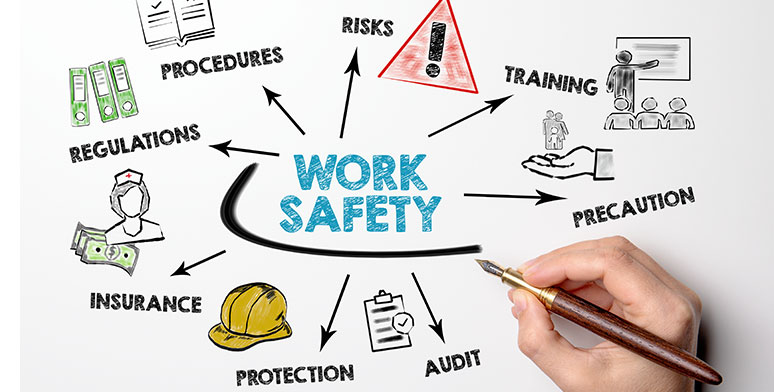 RISKS
PROCEDURES
TRAINING
REGULATIONS
WORK
SAFETY
PRECAUTION
INSURANCE
PROTECTION
AUDIT